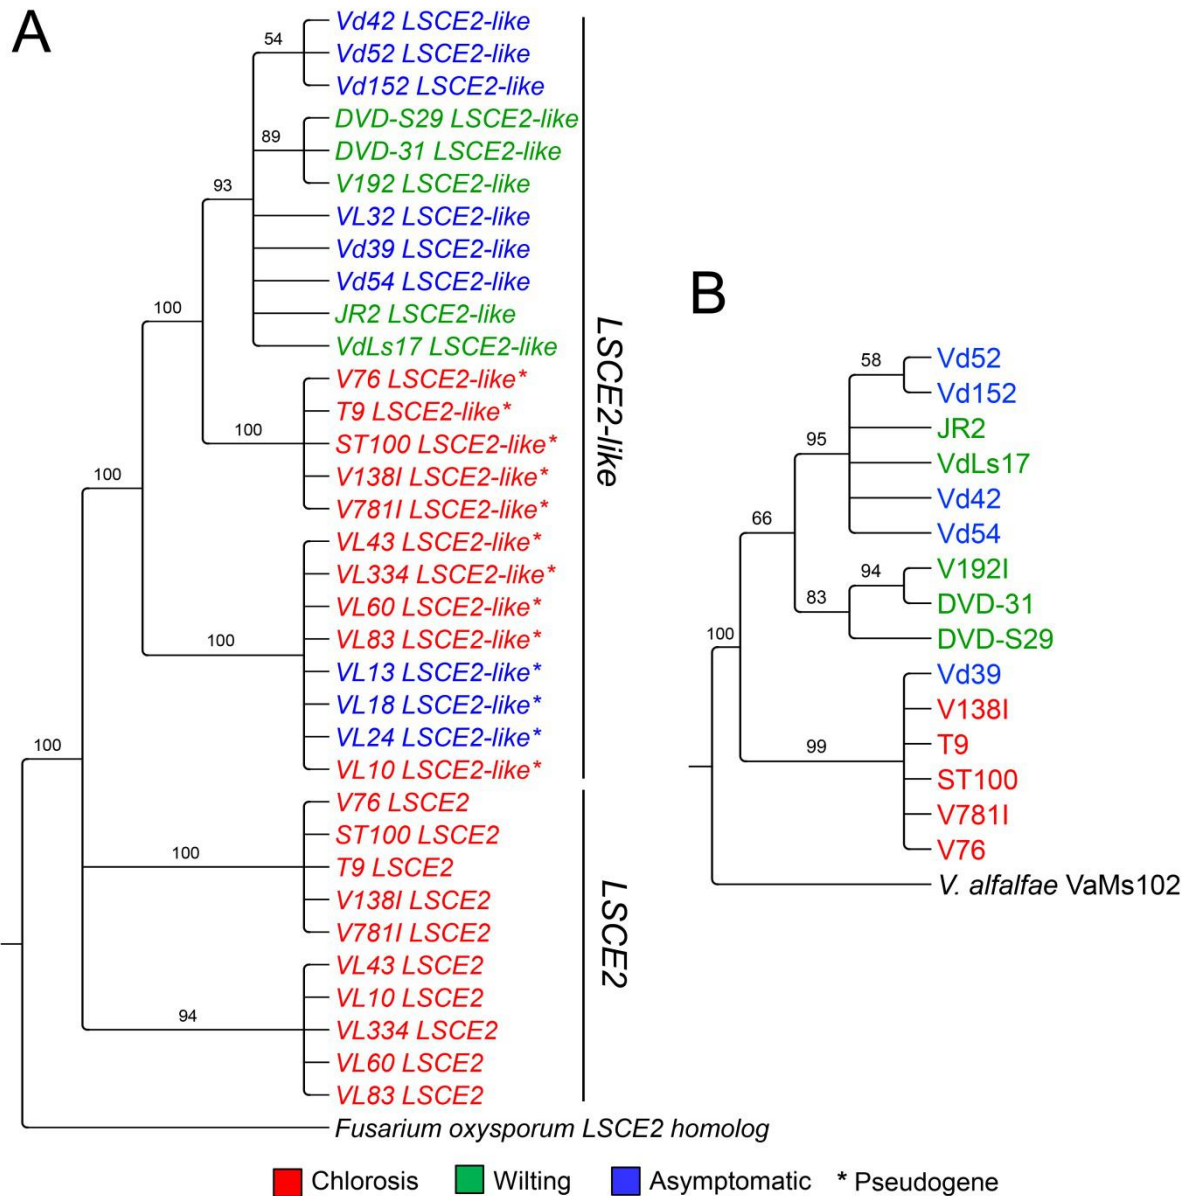 A
54
Vd42 LSCE2-like
Vd52 LSCE2-like
Vd152 LSCE2-like
89
DVD-S29 LSCE2-like
DVD-31 LSCE2-like
V192 LSCE2-like
93
VL32 LSCE2-like
Vd39 LSCE2-like
Vd54 LSCE2-like
JR2 LSCE2-like
VdLs17 LSCE2-like
100
V76 LSCE2-like*
T9 LSCE2-like*
100
ST100 LSCE2-like*
V138I LSCE2-like*
V781I LSCE2-like*
100
VL43 LSCE2-like*
VL334 LSCE2-like*
VL60 LSCE2-like*
100
VL83 LSCE2-like*
VL13 LSCE2-like*
VL18 LSCE2-like*
VL24 LSCE2-like*
VL10 LSCE2-like*
LSCE2-like
100
V76 LSCE2
ST100 LSCE2
100
T9 LSCE2
V138I LSCE2
V781I LSCE2
VL43 LSCE2
VL10 LSCE2
94
VL334 LSCE2
VL60 LSCE2
VL83 LSCE2
LSCE2
Fusarium oxysporum LSCE2 homolog
B
58
Vd52
Vd152
95
JR2
VdLs17
Vd42
66
Vd54
94
V192I
83
DVD-31
DVD-S29
100
Vd39
V138I
99
T9
ST100
V781I
V76
V. alfalfae VaMs102
Chlorosis
Wilting
Asymptomatic
* Pseudogene